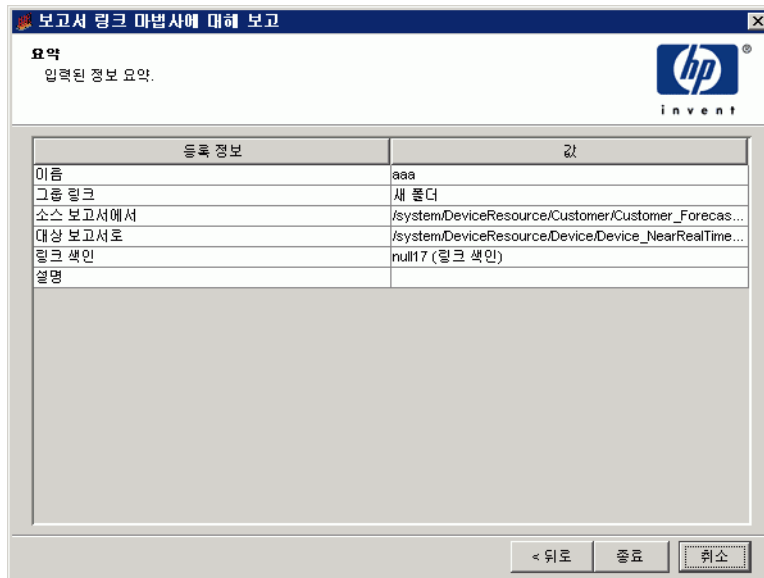 보고서 링크 마법사에 대해 보고
요약
입력된 정보 요약.
hp
®
invent
등록 정보 값
이름 aaa
그룹 링크 새 폴더
소스 보고서에서 /system/DeviceResource/Customer/Customer_Forecas...
대상 보고서로 /system/DeviceResource/Device/Device_NearRealTime...
링크 색인 null17 (링크 색인)
설명
< 뒤로 종료 취소